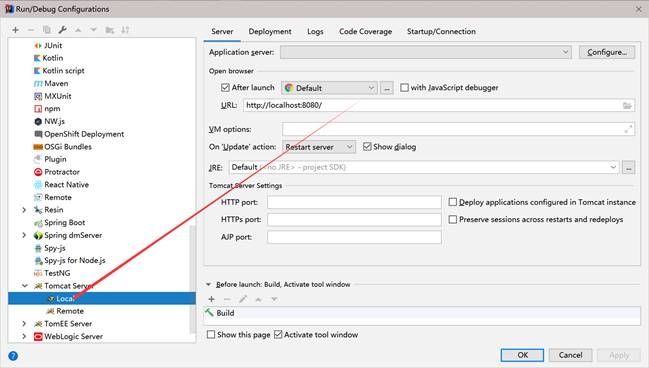 Run/Debug Configurations
JUnit
Kotlin
Kotlin script
Maven
MXUnit
npm
NW.js
OpenShift Deployment
OSGi Bundles
Plugin
Protractor
React Native
Remote
Resin
Spring Boot
Spring dmServer
Spy-js
Spy-js for Node.js
TestNG
Tomcat Server
Local
Remote
TomEE Server
WebLogic Server
Server Deployment Logs Code Coverage Startup/Connection
Application server: Configure...
Open browser
After launch Default ... with JavaScript debugger
URL: http://localhost:8080/
VM options:
On 'Update' action: Restart server Show dialog
JRE: Default (<no JRE> - project SDK) ...
Tomcat Server Settings
HTTP port: Deploy applications configured in Tomcat instance
HTTPs port: Preserve sessions across restarts and redeploys
AJP port:
Before launch: Build, Activate tool window
Build
Show this page Activate tool window
OK Cancel Apply